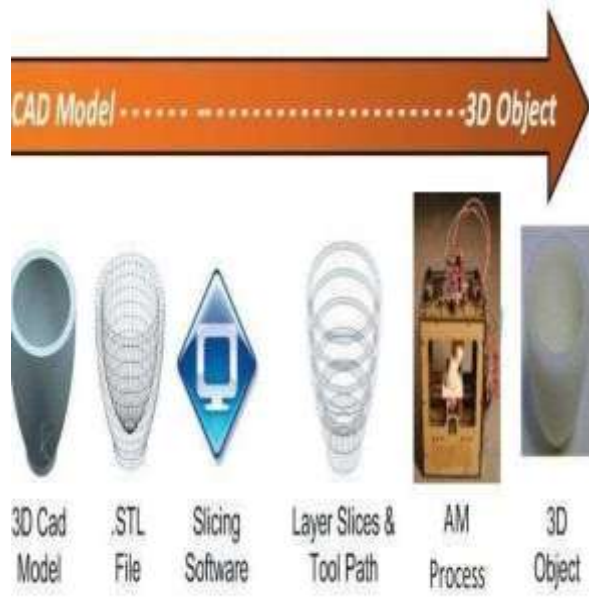 CAD Model ...... ................3D Object
3D Cad
Model
.STL
File
Slicing
Software
Layer Slices &
Tool Path
AM
Process
3D
Object